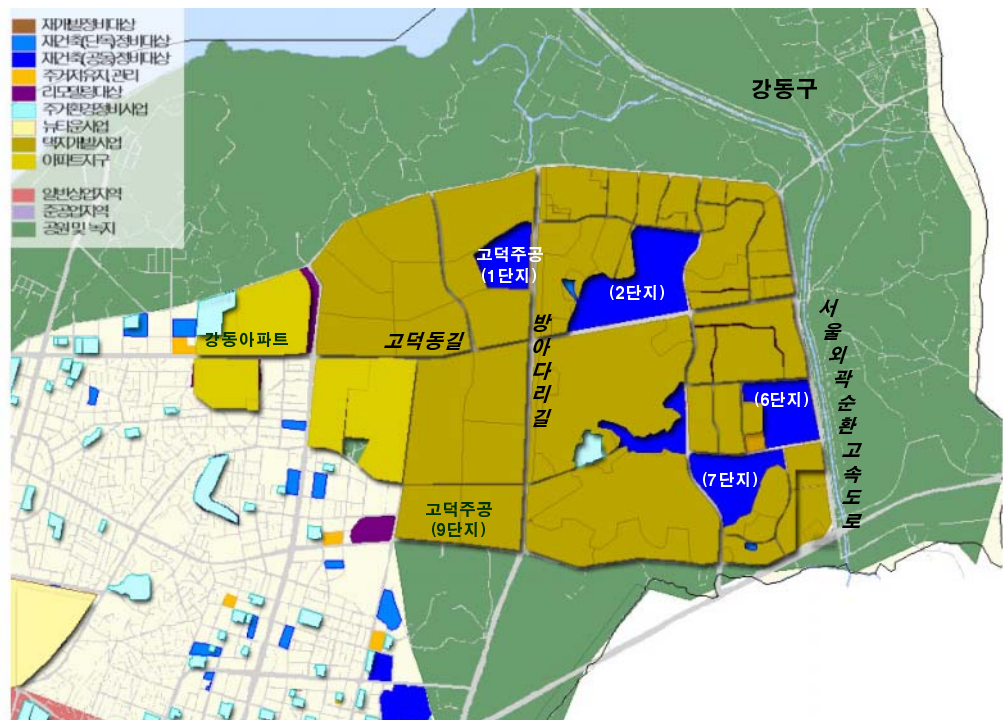 재개발정비대상
재건축(단독)정비대상
재건축(공동)정비대상
주거지유지,관리
리모델링대상
주거환경정비사업
뉴타운사업
택지개발사업
아파트지구
일반상업지역
준공업지역
공원 및 녹지
강동구
고덕주공
(1단지)
(2단지)
강동아파트
고덕동길
방아다리길
서울외곽순환고속도로
(6단지)
(7단지)
고덕주공
(9단지)